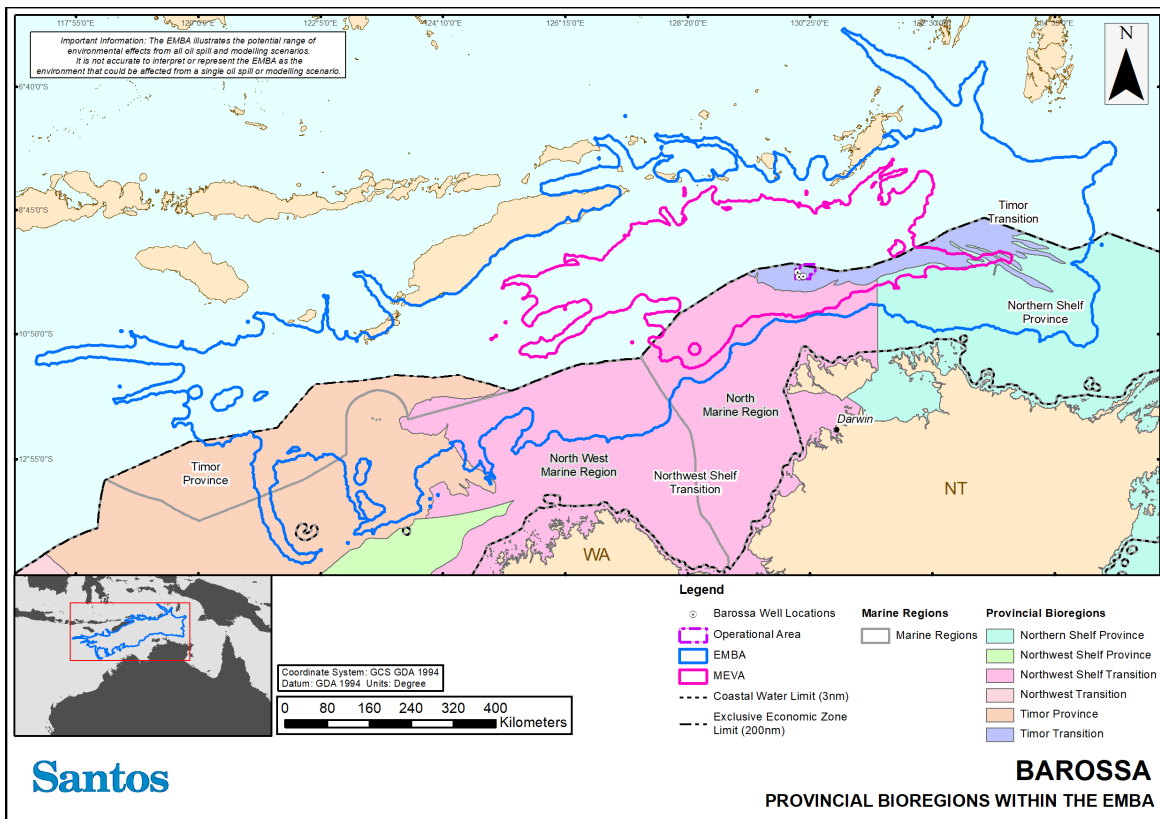 117°55'0"E
120°0'0"E
122°5'0"E
124°10'0"E
126°15'0"E
128°20'0"E
130°25'0"E
Important Information: The EMBA illustrates the potential range of
environmental effects from all oil spill and modelling scenarios.
It is not accurate to interpret or represent the EMBA as the
environment that could be affected from a single oil spill or modelling scenario.
N
6°40'0"S
8°45'0"S
10°50'0"S
12°55'0"S
Timor
Transition
Northern Shelf
Province
North
Marine Region
Darwin
Timor
Province
North West
Marine Region
Northwest Shelf
Transition
NT
WA
Legend
Barossa Well Locations
Operational Area
EMBA
MEVA
Coastal Water Limit (3nm)
Exclusive Economic Zone
Limit (200nm)
Marine Regions
Marine Regions
Provincial Bioregions
Northern Shelf Province
Northwest Shelf Province
Northwest Shelf Transition
Northwest Transition
Timor Province
Timor Transition
Coordinate System: GCS GDA 1994
Datum: GDA 1994 Units: Degree
0 80 160 240 320 400
Kilometers
Santos
BAROSSA
PROVINCIAL BIOREGIONS WITHIN THE EMBA